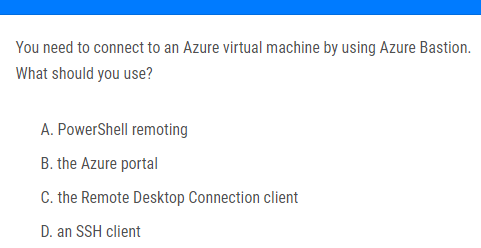 You need to connect to an Azure virtual machine by using Azure Bastion.
What should you use?
A. PowerShell remoting
B. the Azure portal
C. the Remote Desktop Connection client
D. an SSH client